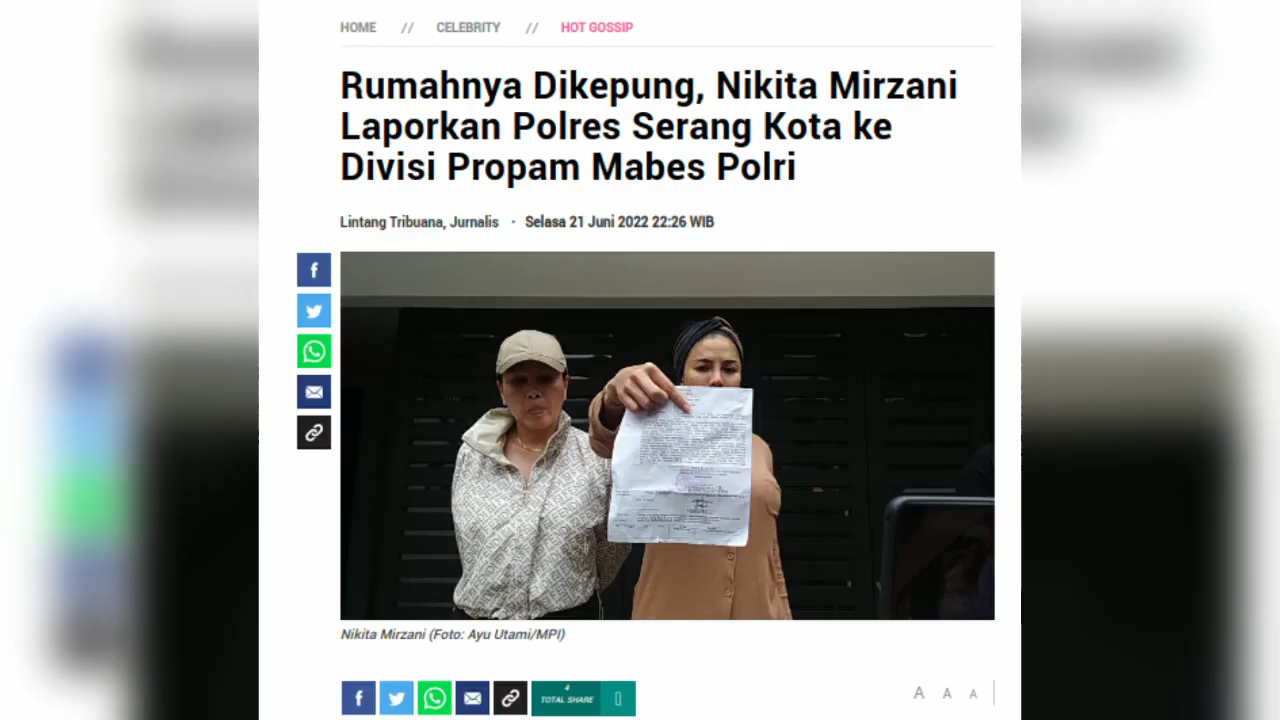 HOME // CELEBRITY // HOT GOSSIP
Rumahnya Dikepung, Nikita Mirzani
Laporkan Polres Serang Kota ke
Divisi Propam Mabes Polri
Lintang Tribuana, Jurnalis · Selasa 21 Juni 2022 22:26 WIB
Nikita Mirzani (Foto: Ayu Utami/MPI)
4
TOTAL SHARE
A A A